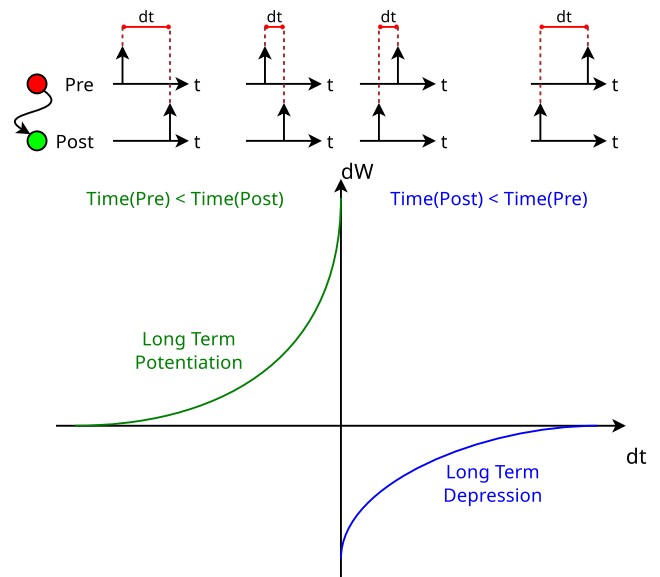 dt dt dt dt
Pre t t t t
Post t t t t
dW
Time(Pre) < Time(Post) Time(Post) < Time(Pre)
Long Term
Potentiation
dt
Long Term
Depression